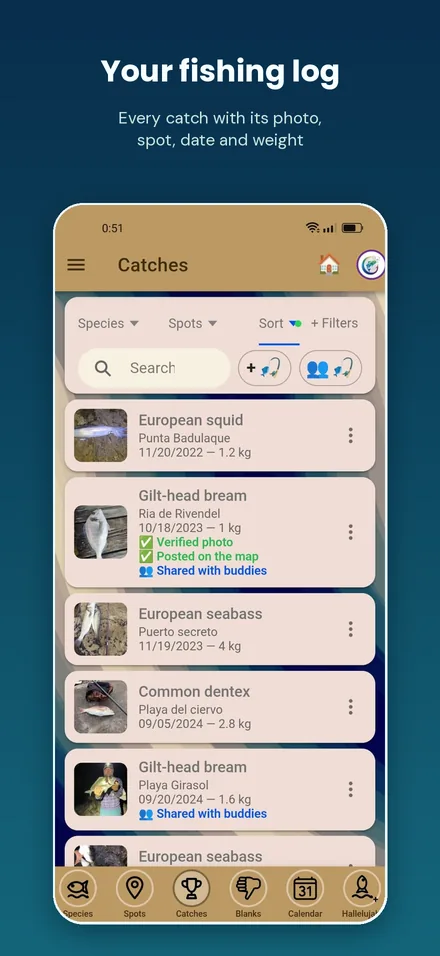 Your fishing log
Every catch with its photo,
spot, date and weight
0:51
Catches
Species
Spots
Sort
+ Filters
Search
+
European squid
Punta Badulaque
11/20/2022 — 1.2 kg
Gilt-head bream
Ria de Rivendel
10/18/2023 — 1 kg
✅ Verified photo
✅ Posted on the map
👥 Shared with buddies
European seabass
Puerto secreto
11/19/2023 — 4 kg
Common dentex
Playa del ciervo
09/05/2024 — 2.8 kg
Gilt-head bream
Playa Girasol
09/20/2024 — 1.6 kg
👥 Shared with buddies
European seabass
31
Species
Spots
Catches
Blanks
Calendar